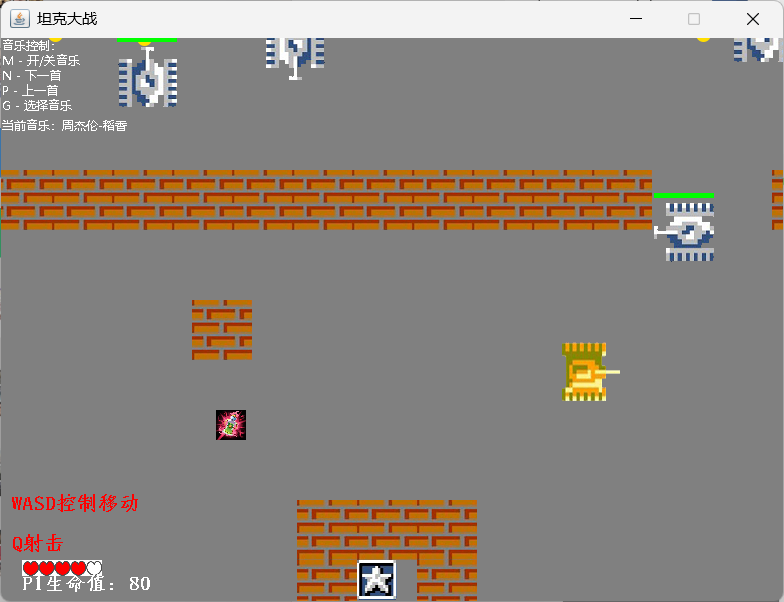 坦克大战
音乐控制:
M - 开/关音乐
N - 下一首
P - 上一首
G - 选择音乐
当前音乐: 周杰伦-稻香
WASD控制移动
Q射击
P1生命值: 80